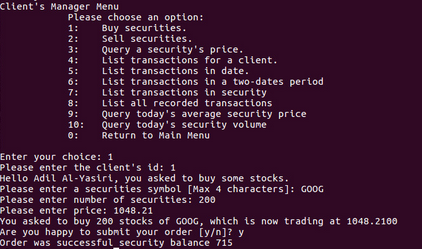 Client's Manager Menu
Please choose an option:
1: Buy securities.
2: Sell securities.
3: Query a security's price.
4: List transactions for a client.
5: List transactions in date.
6: List transactions in a two-dates period
7: List transactions in security
8: List all recorded transactions
9: Query today's average security price
10: Query today's security volume
0: Return to Main Menu
Enter your choice: 1
Please enter the client's id: 1
Hello Adil Al-Yasiri, you asked to buy some stocks.
Please enter a securities symbol [Max 4 characters]: GOOG
Please enter number of securities: 200
Please enter price: 1048.21
You asked to buy 200 stocks of GOOG, which is now trading at 1048.2100
Are you happy to submit your order [y/n]? y
Order was successful security balance 715